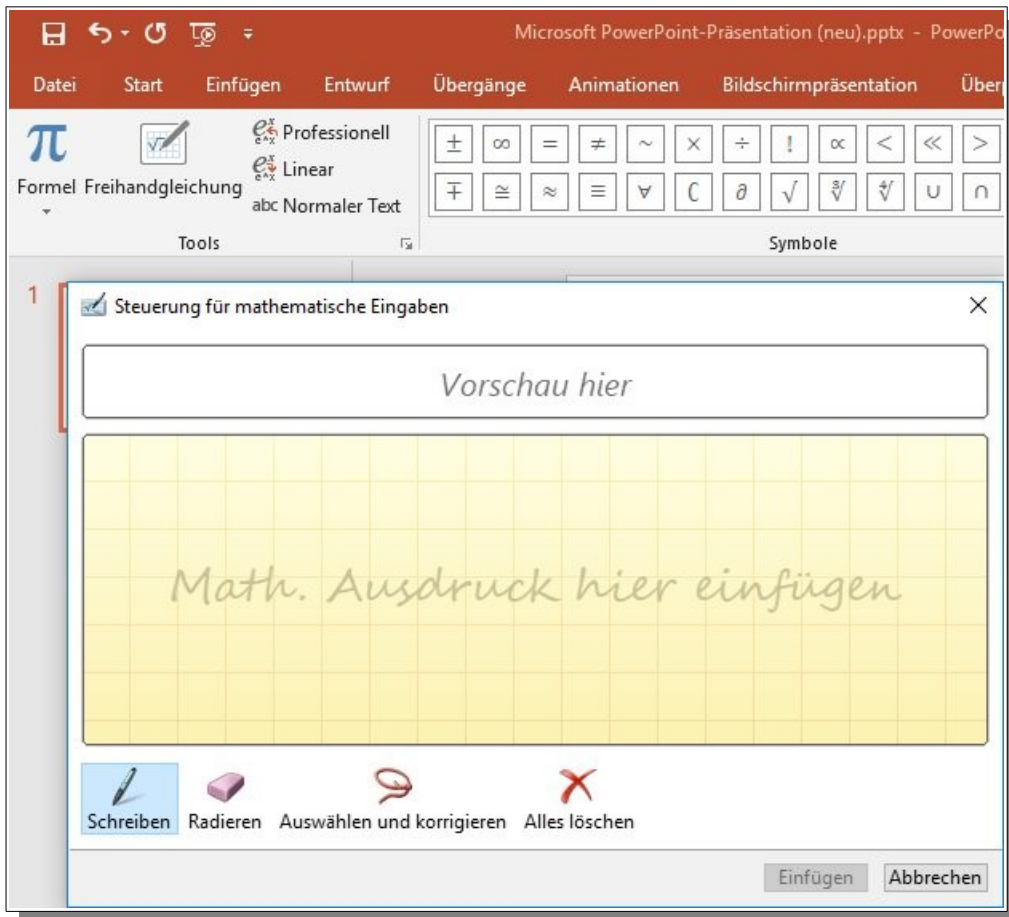 Microsoft PowerPoint-Präsentation (neu).pptx - PowerPo
Datei Start Einfügen Entwurf Übergänge Animationen Bildschirmpräsentation Über
π Formel
Freihandgleichung
Professionell
Linear
abc Normaler Text
± ∞ = ≠ ~ × ÷ ! ∝ < ≪ >
∓ ≅ ≈ ≡ ∀ ∁ ∂ √ ∛ ∜ ∪ ∩
Tools Symbole
1
Steuerung für mathematische Eingaben
Vorschau hier
Math. Ausdruck hier einfügen
Schreiben Radieren Auswählen und korrigieren Alles löschen
Einfügen Abbrechen